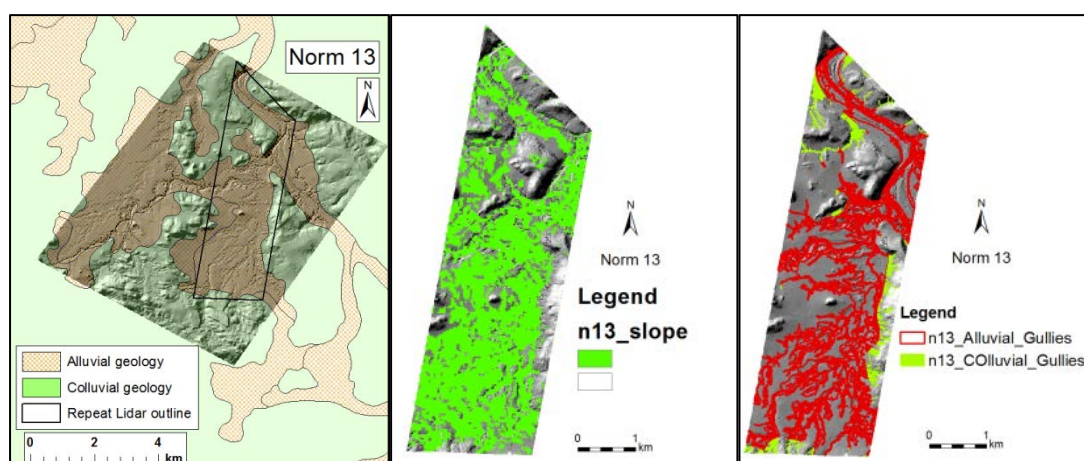 Norm 13
N
Alluvial geology
Colluvial geology
Repeat Lidar outline
0 2 4
km
N
Norm 13
Legend
n13_slope
0 1
km
N
Norm 13
Legend
n13_Alluvial_Gullies
n13_COlluvial_Gullies
0 1
km